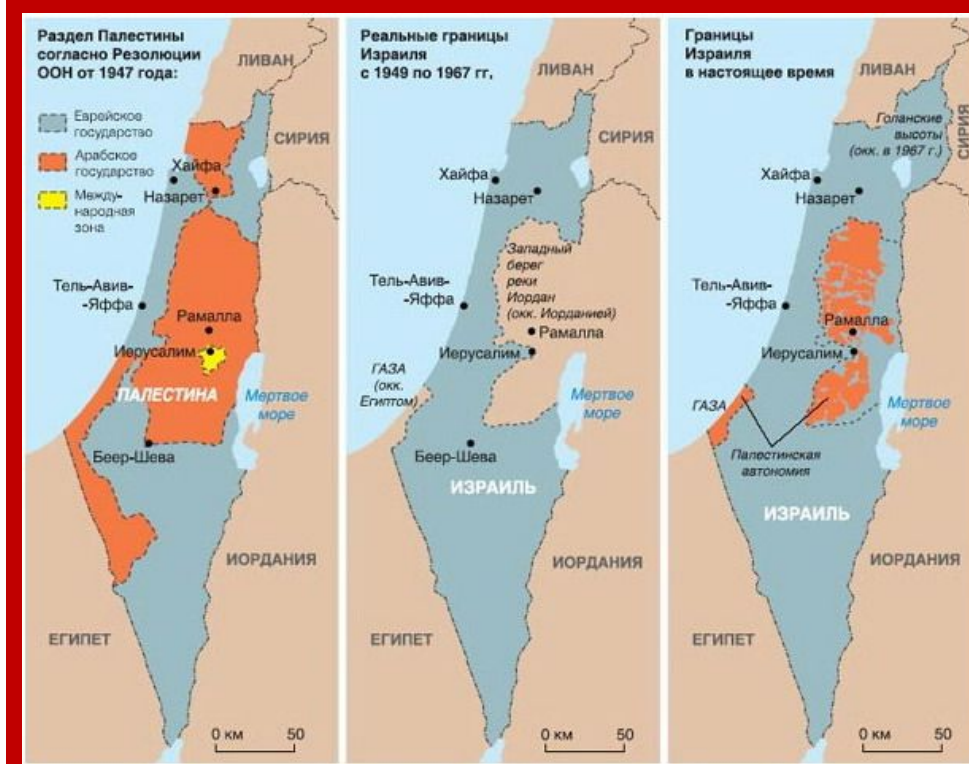 Раздел Палестины
согласно Резолюции
ООН от 1947 года:
Еврейское
государство
Арабское
государство
Между-
народная
зона
ЛИВАН
СИРИЯ
Хайфа
Назарет
Тель-Авив-
-Яффа
Рамалла
Иерусалим
ПАЛЕСТИНА
Мертвое
море
Беер-Шева
ИОРДАНИЯ
ЕГИПЕТ
0 км 50
Реальные границы
Израиля
с 1949 по 1967 гг.
ЛИВАН
СИРИЯ
Хайфа
Назарет
Западный
берег
реки
Иордан
(окк. Иорданией)
Тель-Авив-
-Яффа
Рамалла
Иерусалим
ГАЗА
(окк.
Египтом)
Мертвое
море
Беер-Шева
ИЗРАИЛЬ
ИОРДАНИЯ
ЕГИПЕТ
0 км 50
Границы
Израиля
в настоящее время
ЛИВАН
Голанские
высоты
(окк. в 1967 г.)
СИРИЯ
Хайфа
Назарет
Тель-Авив-
-Яффа
Рамалла
Иерусалим
ГАЗА
Мертвое
море
Палестинская
автономия
ИЗРАИЛЬ
ИОРДАНИЯ
ЕГИПЕТ
0 км 50